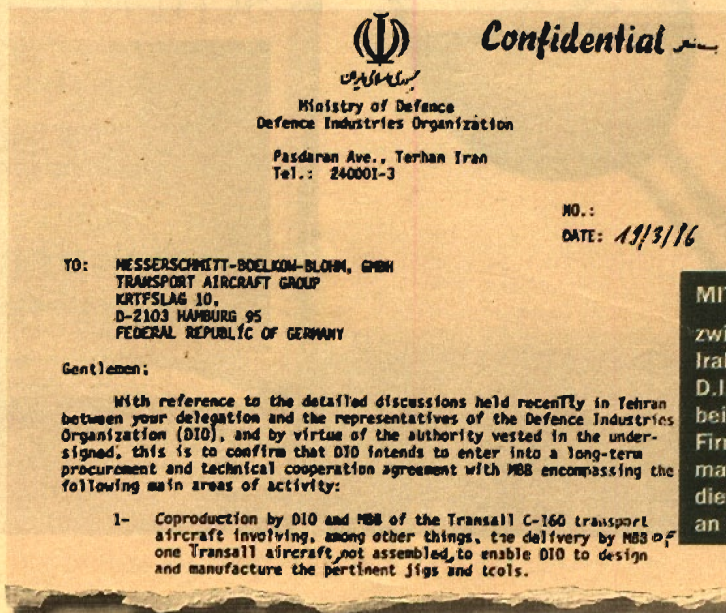 Confidential
جمهوری اسلامی ایران
Ministry of Defence
Defence Industries Organization
Pasdaran Ave., Terhan Iran
Tel.: 240001-3
NO.:
DATE: 19/3/86
TO: MESSERSCHMITT-BOELKOW-BLOHM, GMBH
TRANSPORT AIRCRAFT GROUP
KRTFSLAG 10,
D-2103 HAMBURG 95
FEDERAL REPUBLIC OF GERMANY
Gentlemen;
With reference to the detailed discussions held recently in Tehran
between your delegation and the representatives of the Defence Industries
Organization (DIO), and by virtue of the authority vested in the under-
signed, this is to confirm that DIO intends to enter into a long-term
procurement and technical cooperation agreement with MBB encompassing the
following main areas of activity:
1- Coproduction by DIO and MBB of the Transall C-160 transport
aircraft involving, among other things, the delivery by MBB of
one Transall aircraft, not assembled, to enable DIO to design
and manufacture the pertinent jigs and tools.
MI
zwi
Ira
D.I
bei
Fir
ma
die
an